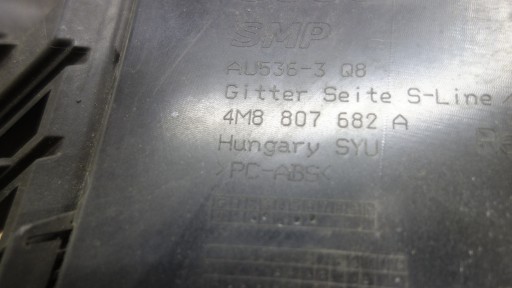 SMP
AU536-3 Q8
Gitter Seite S-Line
4M8 807 682 A
Hungary SYU
>PC-ABS<